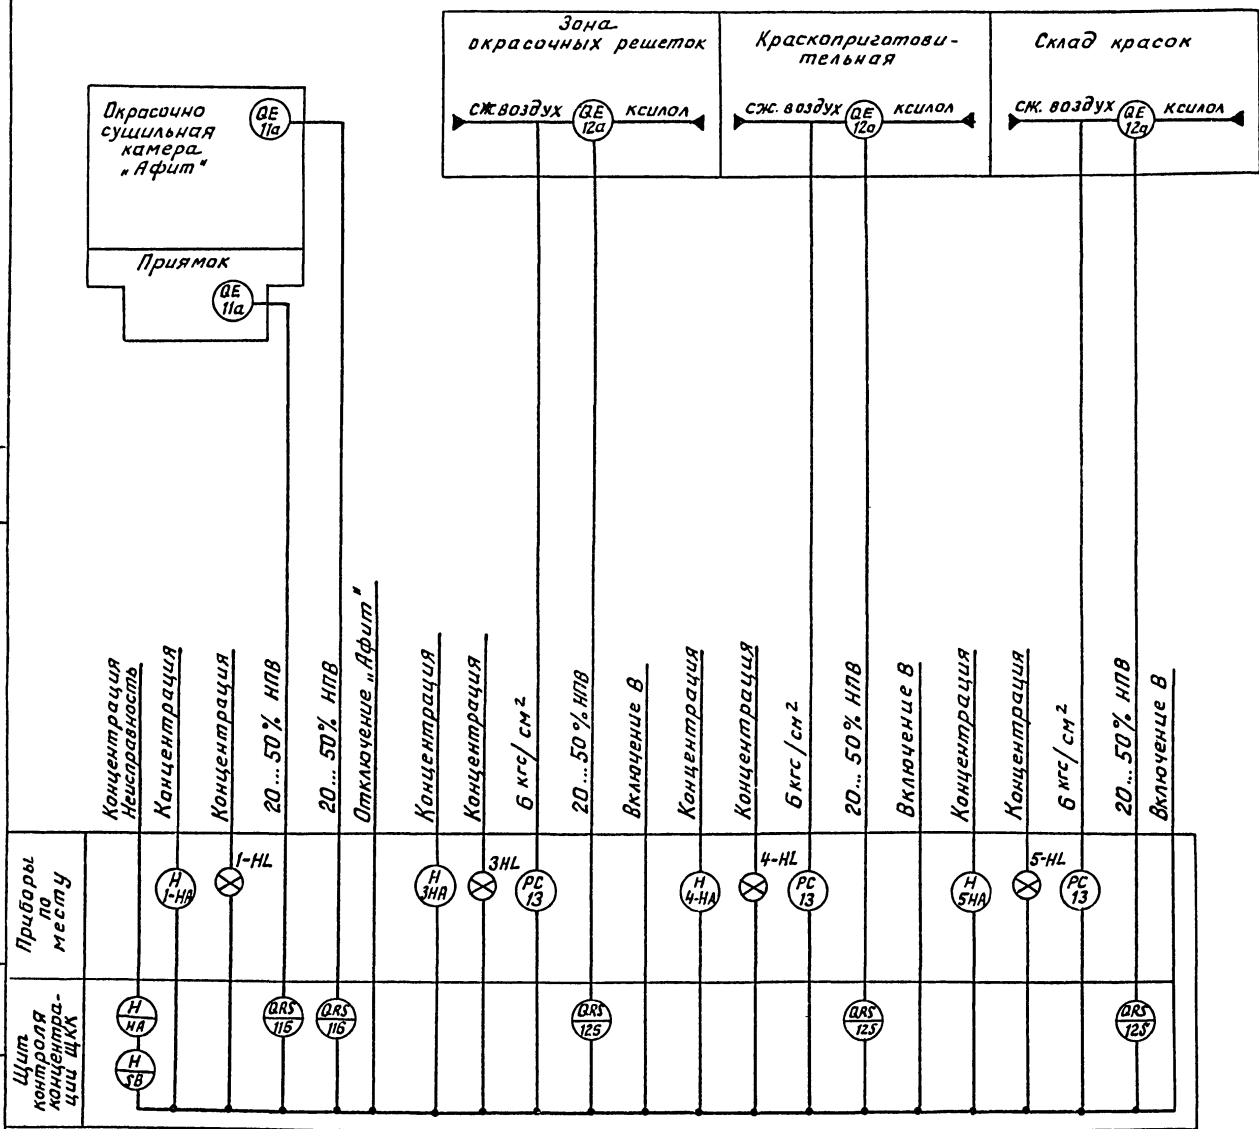 Зона
окрасочных решеток
Краскоприготови-
тельная
Склад красок
Окрасочно
сушильная
камера
„Афит"
QE
11а
сж. воздух
QE
12а
ксилол
сж. воздух
QE
12а
ксилол
сж. воздух
QE
12а
ксилол
Приямок
QE
11а
Концентрация
Неисправность
Концентрация
Концентрация
20... 50% НПВ
20... 50% НПВ
Отключение „Афит"
Концентрация
Концентрация
6 кгс/см²
20... 50% НПВ
Включение В
Концентрация
Концентрация
6 кгс/см²
20... 50% НПВ
Включение В
Концентрация
Концентрация
6 кгс/см²
20... 50% НПВ
Включение В
Приборы
по
месту
H
1-HA
1-HL
H
3HA
3HL
PC
13
H
4-HA
4-HL
PC
13
H
5HA
5-HL
PC
13
Щит
контроля
концентра-
ции ЩКК
H
HA
H
SB
QRS
11б
QRS
11б
QRS
12б
QRS
12б
QRS
12б